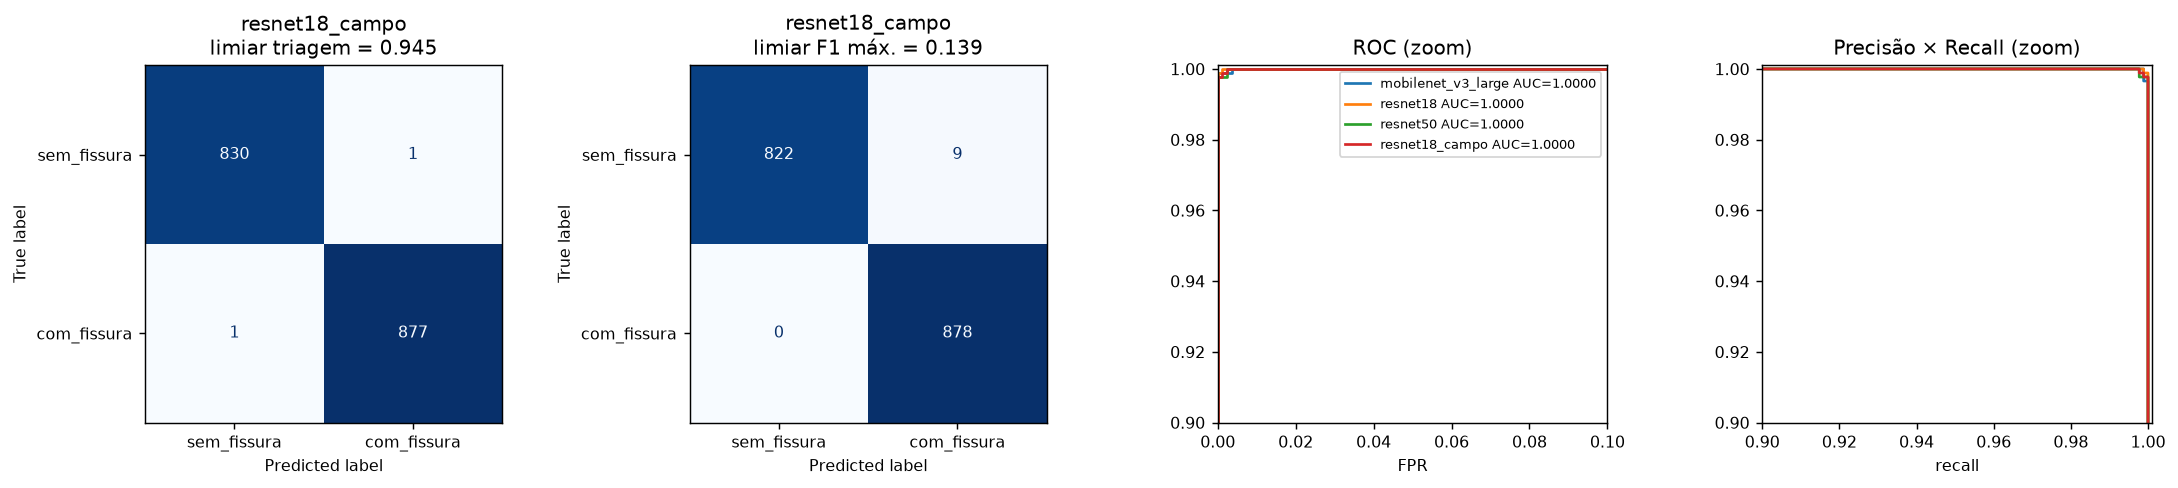 resnet18_campo
limiar triagem = 0.945
True label
sem_fissura
com_fissura
830
1
1
877
sem_fissura
com_fissura
Predicted label
resnet18_campo
limiar F1 máx. = 0.139
True label
sem_fissura
com_fissura
822
9
0
878
sem_fissura
com_fissura
Predicted label
ROC (zoom)
1.00
0.98
0.96
0.94
0.92
0.90
mobilenet_v3_large AUC=1.0000
resnet18 AUC=1.0000
resnet50 AUC=1.0000
resnet18_campo AUC=1.0000
0.00
0.02
0.04
0.06
0.08
0.10
FPR
Precisão × Recall (zoom)
1.00
0.98
0.96
0.94
0.92
0.90
0.90
0.92
0.94
0.96
0.98
1.00
recall